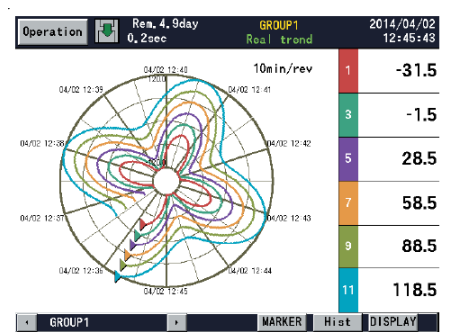 Operation
Rem. 4.9day
0.2sec
GROUP1
Real trend
2014/04/02
12:45:43
10min/rev
04/02 12:40
120.0
04/02 12:39
04/02 12:41
04/02 12:38
04/02 12:42
04/02 12:37
04/02 12:43
04/02 12:36
04/02 12:44
04/02 12:45
1 -31.5
3 -1.5
5 28.5
7 58.5
9 88.5
11 118.5
GROUP1
MARKER
Hist
DISPLAY